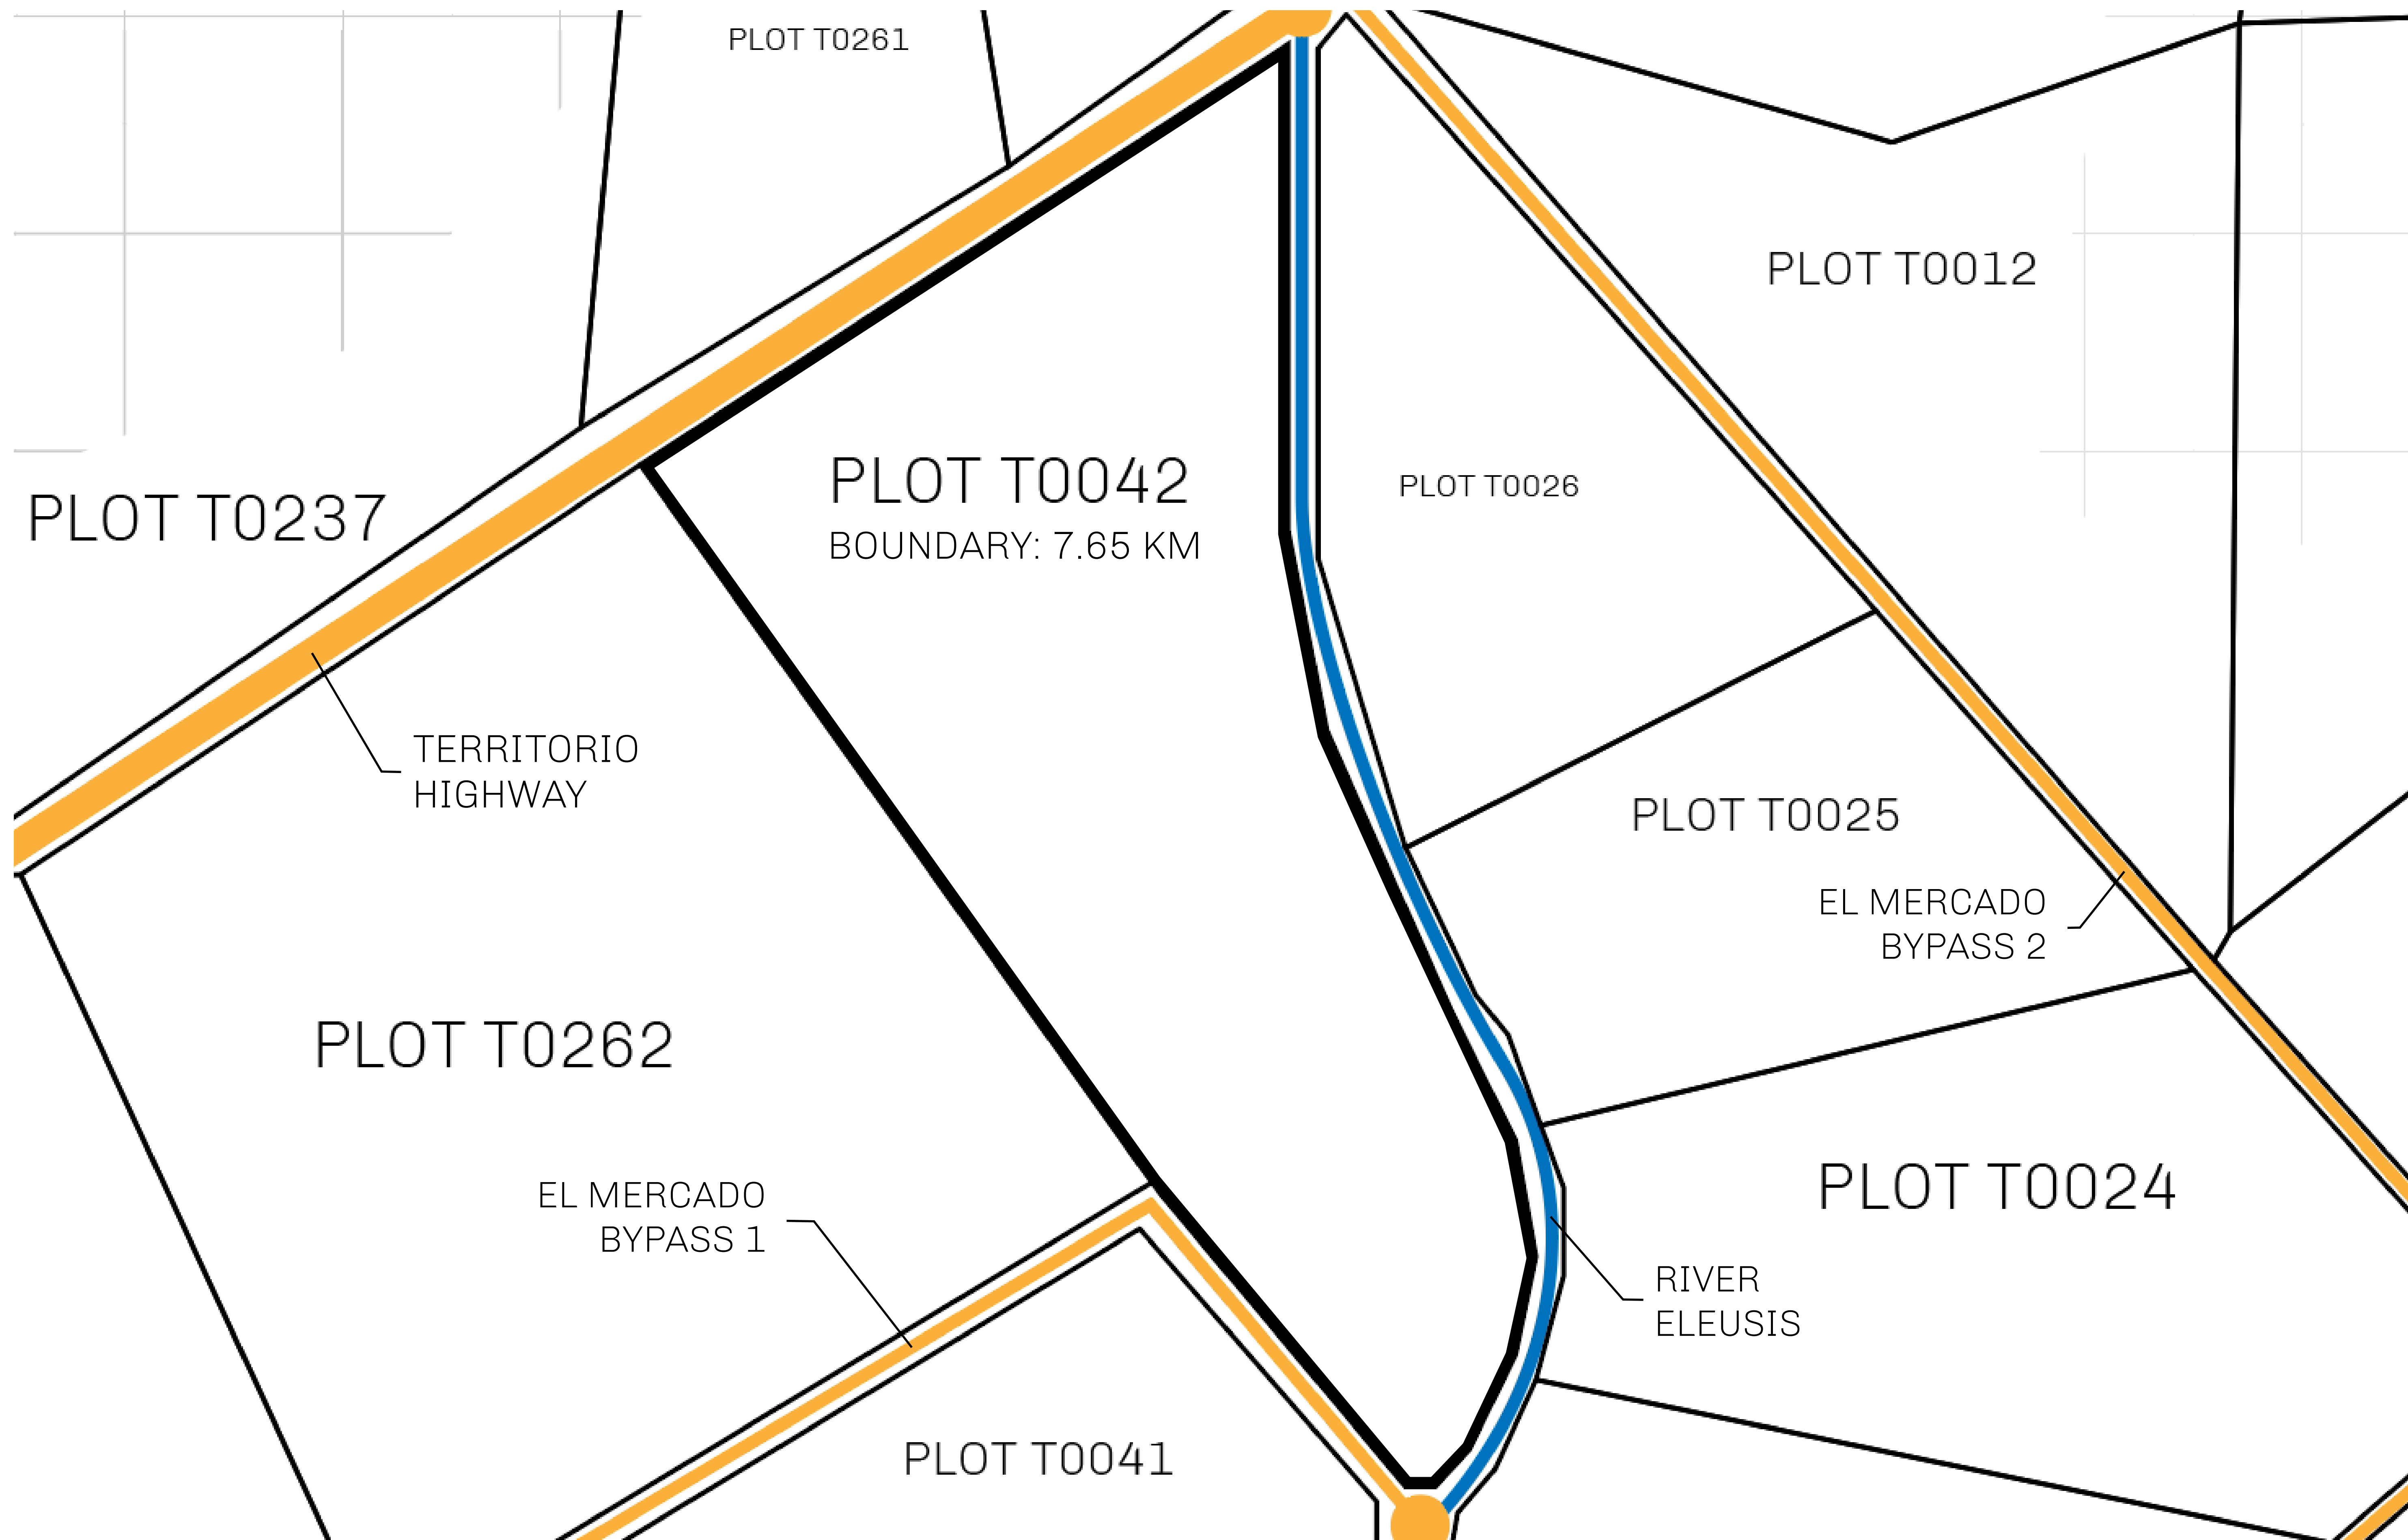 PLOT T0261
PLOT T0012
PLOT T0042
BOUNDARY: 7.65 KM
PLOT T0026
PLOT T0237
TERRITORIO
HIGHWAY
PLOT T0025
EL MERCADO
BYPASS 2
PLOT T0262
EL MERCADO
BYPASS 1
PLOT T0024
RIVER
ELEUSIS
PLOT T0041